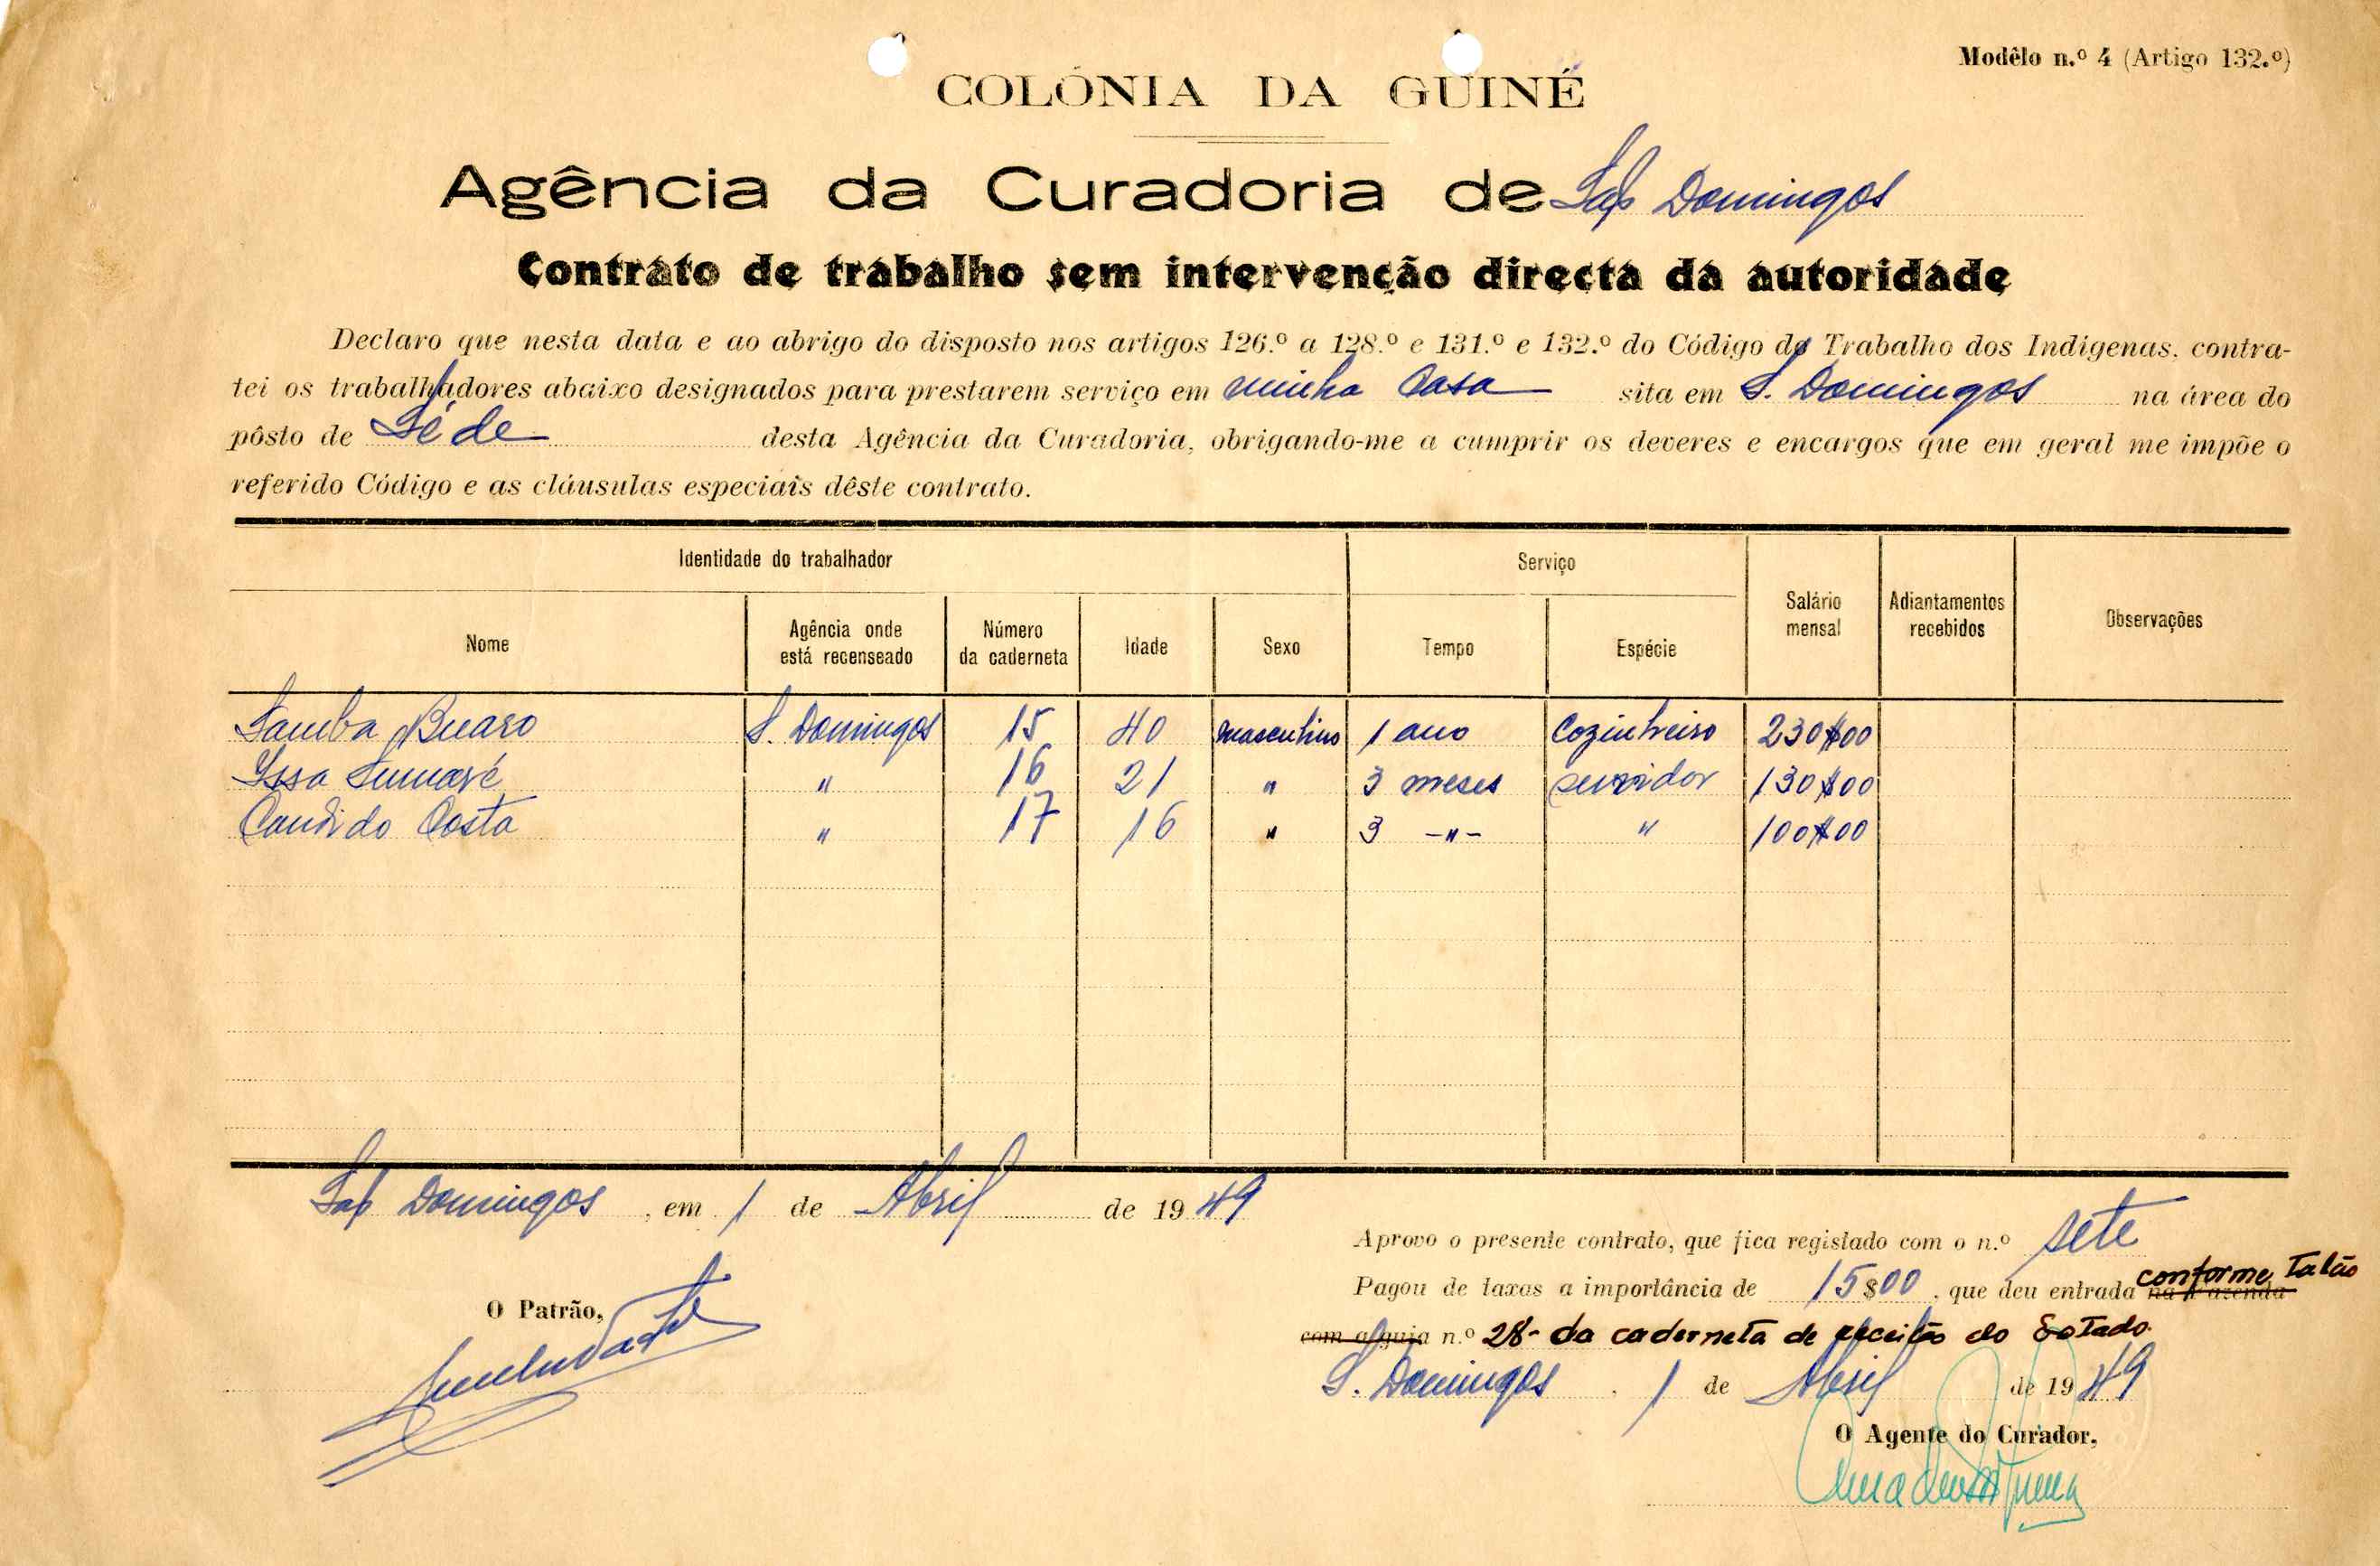 Modêlo n.º 4 (Artigo 132.º)
COLÓNIA DA GUINÉ
Agência da Curadoria de São Domingos
Contrato de trabalho sem intervenção directa da autoridade
Declaro que nesta data e ao abrigo do disposto nos artigos 126.º a 128.º e 131.º e 132.º do Código do Trabalho dos Indígenas, contra-
tei os trabalhadores abaixo designados para prestarem serviço em minha Casa sita em S. Domingos na área do
pôsto de Séde desta Agência da Curadoria, obrigando-me a cumprir os deveres e encargos que em geral me impõe o
referido Código e as cláusulas especiais dêste contrato.
Identidade do trabalhador Serviço Salário mensal Adiantamentos recebidos Observações
Nome Agência onde está recenseado Número da caderneta Idade Sexo Tempo Espécie
Samba Buaro S. Domingos 15 40 masculino 1 ano Cozinheiro 230$00
Issa Sumaré " 16 21 " 3 meses servidor 130$00
Candido Costa " 17 16 " 3 -"- " 100$00
São Domingos, em 1 de Abril de 1949
Aprovo o presente contrato, que fica registado com o n.º sete
Pagou de taxas a importância de 15$00, que deu entrada na Fazenda conforme Talão
com a guia n.º 28- da caderneta de receitas do Estado.
S. Domingos, 1 de Abril de 1949
O Patrão,
O Agente do Curador,